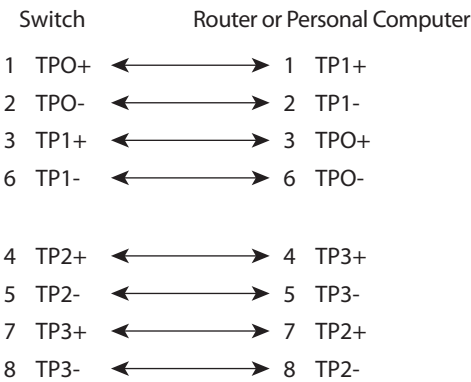 Switch Router or Personal Computer
1 TPO+ 1 TP1+
2 TPO- 2 TP1-
3 TP1+ 3 TPO+
6 TP1- 6 TPO-
4 TP2+ 4 TP3+
5 TP2- 5 TP3-
7 TP3+ 7 TP2+
8 TP3- 8 TP2-